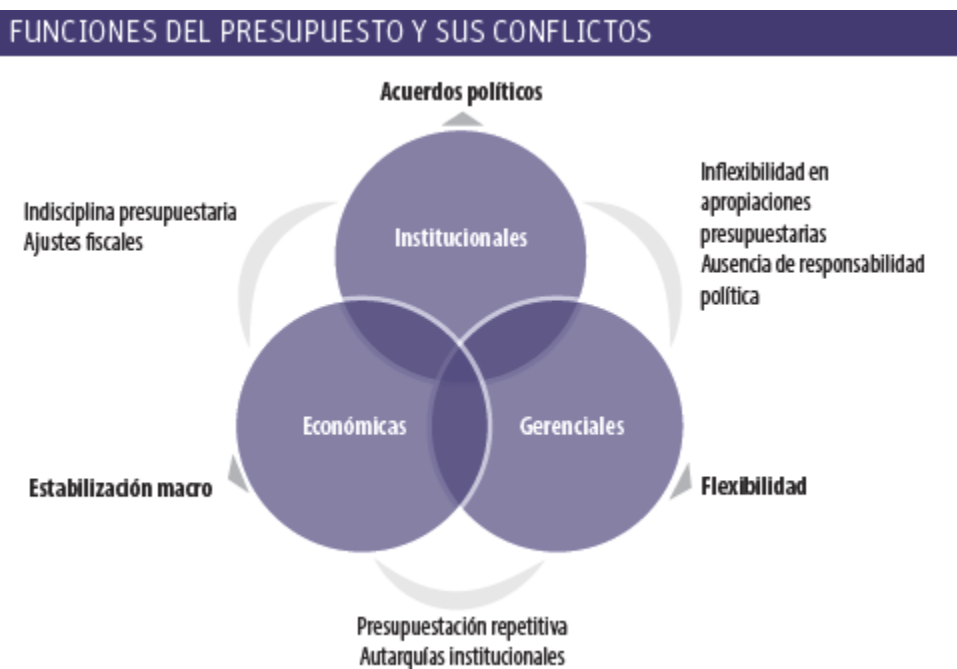 FUNCIONES DEL PRESUPUESTO Y SUS CONFLICTOS
Acuerdos políticos
Indisciplina presupuestaria
Ajustes fiscales
Institucionales
Inflexibilidad en
apropiaciones
presupuestarias
Ausencia de responsabilidad
política
Económicas
Gerenciales
Estabilización macro
Flexibilidad
Presupuestación repetitiva
Autarquías institucionales